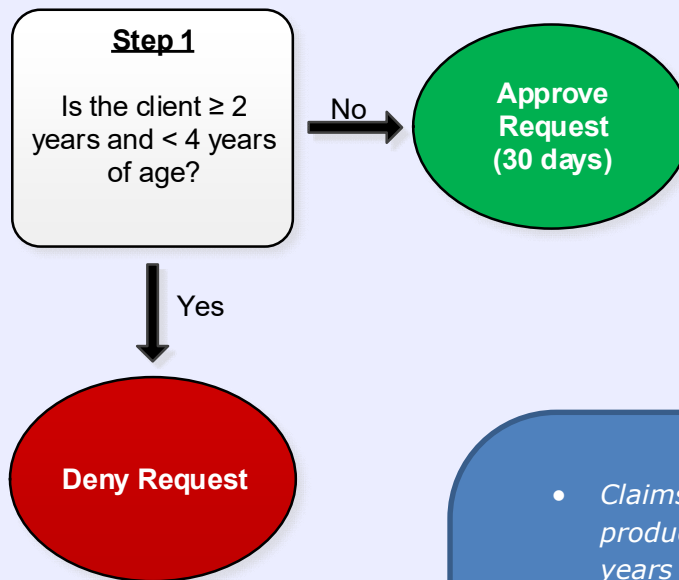 Step 1
Is the client ≥ 2
years and < 4 years
of age?
No
Approve
Request
(30 days)
Yes
Deny Request
• Claims
produc
years